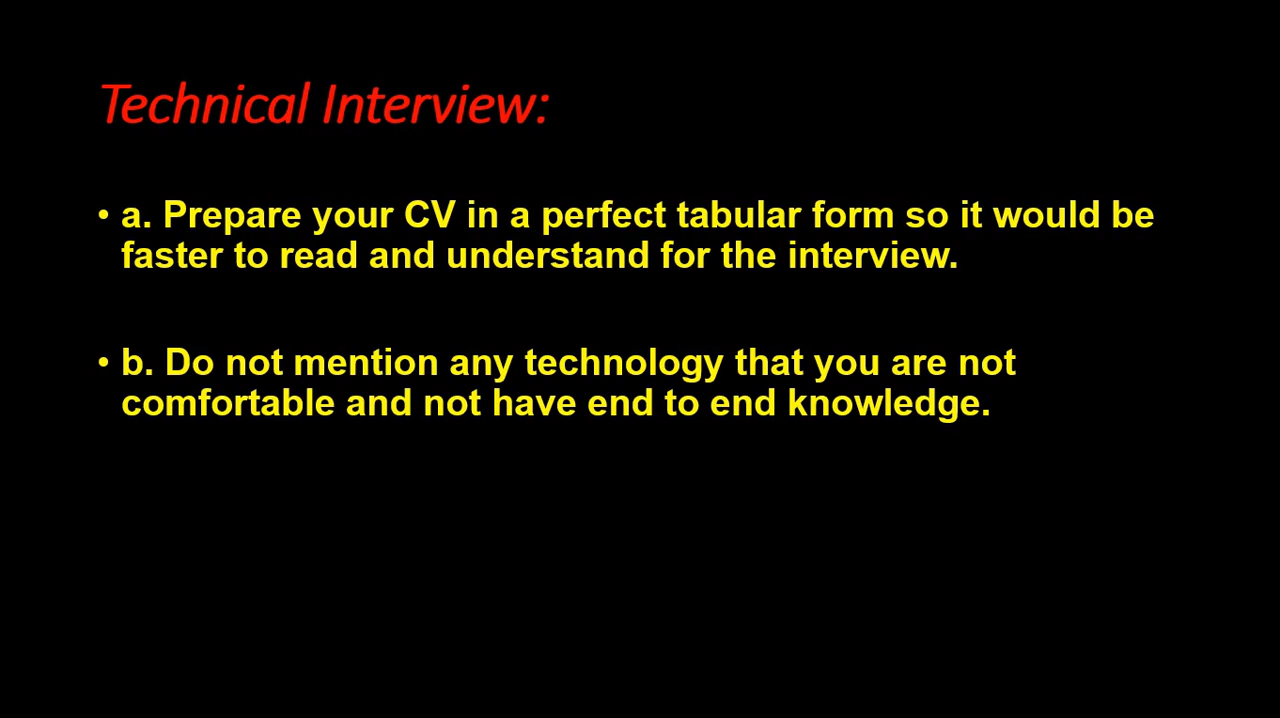 Technical Interview:
• a. Prepare your CV in a perfect tabular form so it would be
faster to read and understand for the interview.
• b. Do not mention any technology that you are not
comfortable and not have end to end knowledge.